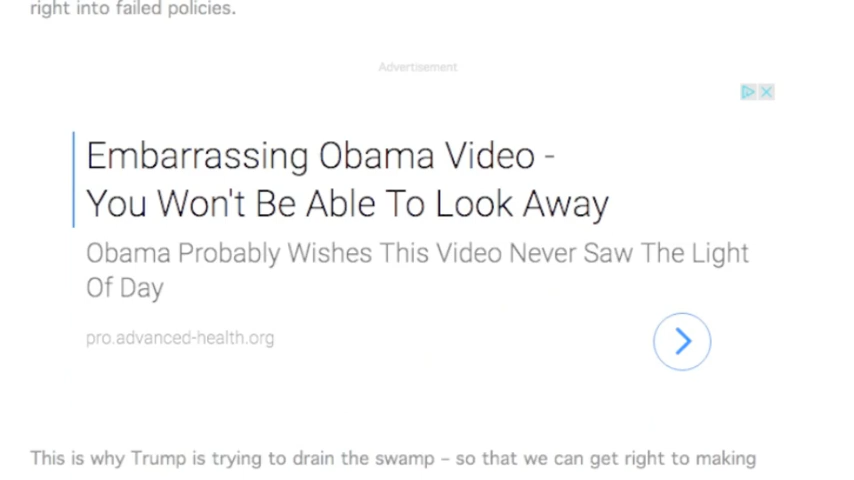 right into failed policies.
Advertisement
Embarrassing Obama Video -
You Won't Be Able To Look Away
Obama Probably Wishes This Video Never Saw The Light
Of Day
pro.advanced-health.org
This is why Trump is trying to drain the swamp – so that we can get right to making